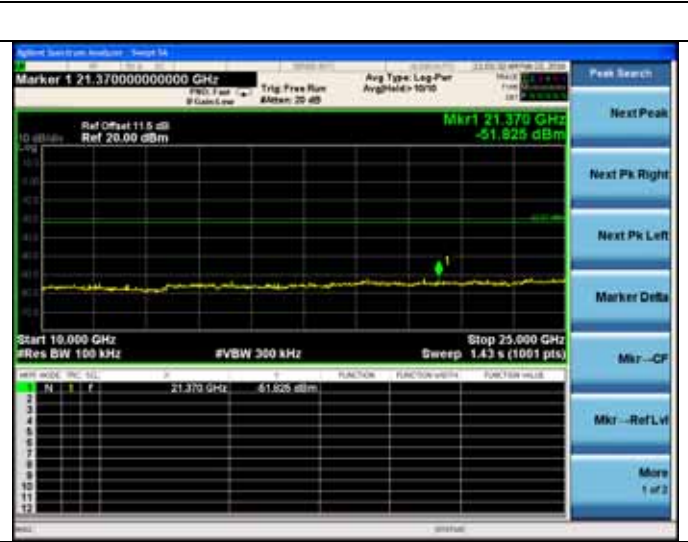 Agilent Spectrum Analyzer - Swept SA
Marker 1 21.370000000000 GHz
PNO: Fast
IFGain:Low
Trig: Free Run
#Atten: 20 dB
Avg Type: Log-Pwr
Avg|Hold>10/10
Peak Search
Next Peak
Next Pk Right
Next Pk Left
Marker Delta
Mkr→CF
Mkr→RefLvl
More
1 of 2
Ref Offset 11.5 dB
10 dB/div Ref 20.00 dBm
Log
Mkr1 21.370 GHz
-51.825 dBm
1
Start 10.000 GHz
Stop 25.000 GHz
#Res BW 100 kHz
#VBW 300 kHz
Sweep 1.43 s (1001 pts)
MKR MODE TRC SCL X Y FUNCTION FUNCTION WIDTH FUNCTION VALUE
1 N 1 f 21.370 GHz -51.825 dBm
2
3
4
5
6
7
8
9
10
11
12
MSG
STATUS